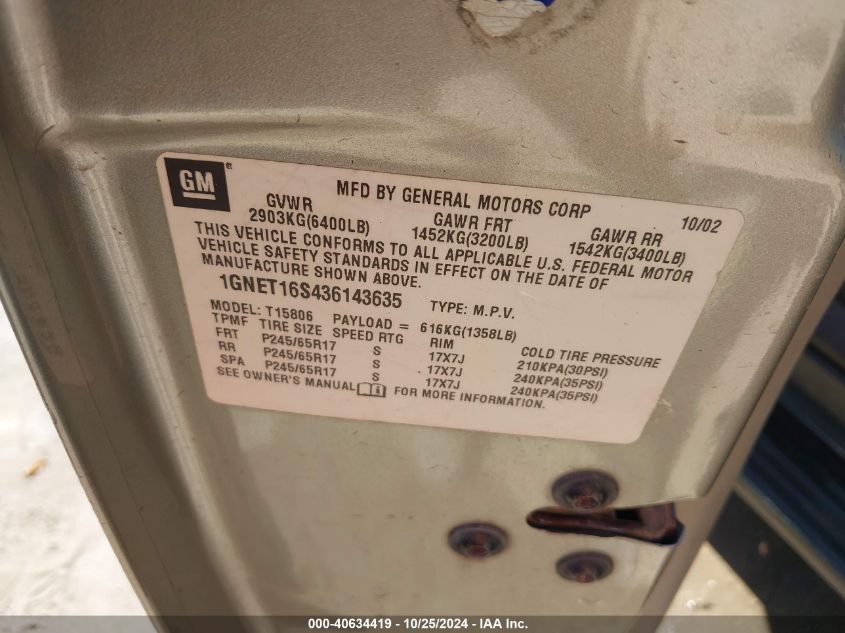 GM ®
MFD BY GENERAL MOTORS CORP 10/02
GVWR GAWR FRT GAWR RR
2903KG(6400LB) 1452KG(3200LB) 1542KG(3400LB)
THIS VEHICLE CONFORMS TO ALL APPLICABLE U.S. FEDERAL MOTOR
VEHICLE SAFETY STANDARDS IN EFFECT ON THE DATE OF
MANUFACTURE SHOWN ABOVE.
1GNET16S436143635 TYPE: M.P.V.
MODEL: T15806 PAYLOAD = 616KG(1358LB)
TPMF TIRE SIZE SPEED RTG RIM COLD TIRE PRESSURE
FRT P245/65R17 S 17X7J 210KPA(30PSI)
RR P245/65R17 S 17X7J 240KPA(35PSI)
SPA P245/65R17 S 17X7J 240KPA(35PSI)
SEE OWNER'S MANUAL FOR MORE INFORMATION.
000-40634419 - 10/25/2024 - IAA Inc.